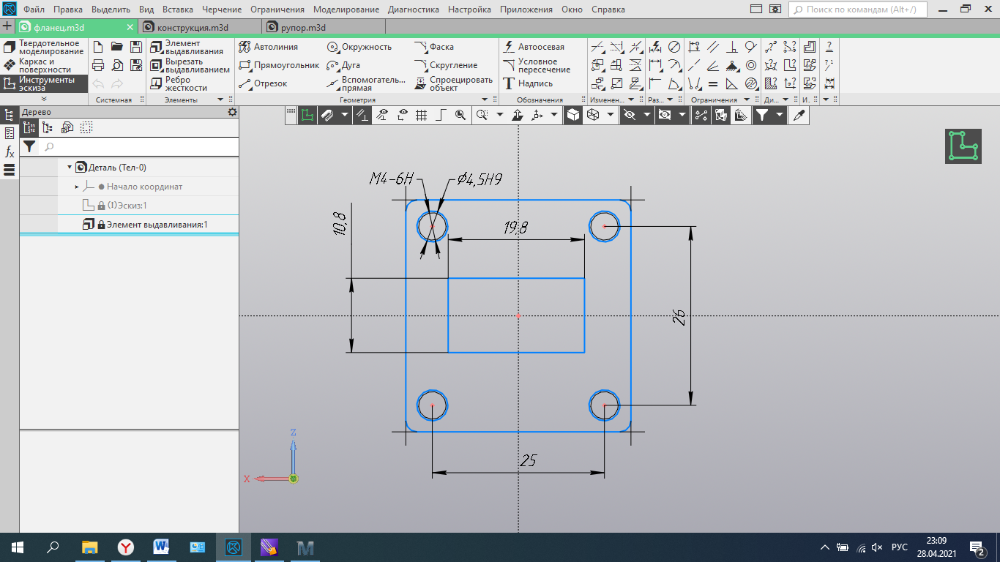 Файл Правка Выделить Вид Вставка Черчение Ограничения Моделирование Диагностика Настройка Приложения Окно Справка
Поиск по командам (Alt+/)
фланец.m3d
конструкция.m3d
рупор.m3d
Твердотельное
моделирование
Каркас и
поверхности
Инструменты
эскиза
Системная
Элемент
выдавливания
Вырезать
выдавливанием
Ребро
жесткости
Элементы
Автолиния
Прямоугольник
Отрезок
Окружность
Дуга
Вспомогатель...
прямая
Фаска
Скругление
Спроецировать
объект
Геометрия
Автоосевая
Условное
пересечение
Надпись
Обозначения
Изменен...
Раз...
Ограничения
Ди...
И.
Дерево
Деталь (Тел-0)
Начало координат
(!)Эскиз:1
Элемент выдавливания:1
M4-6H
Ø4,5H9
10,8
19,8
26
25
Z
X
РУС
23:09
28.04.2021
2